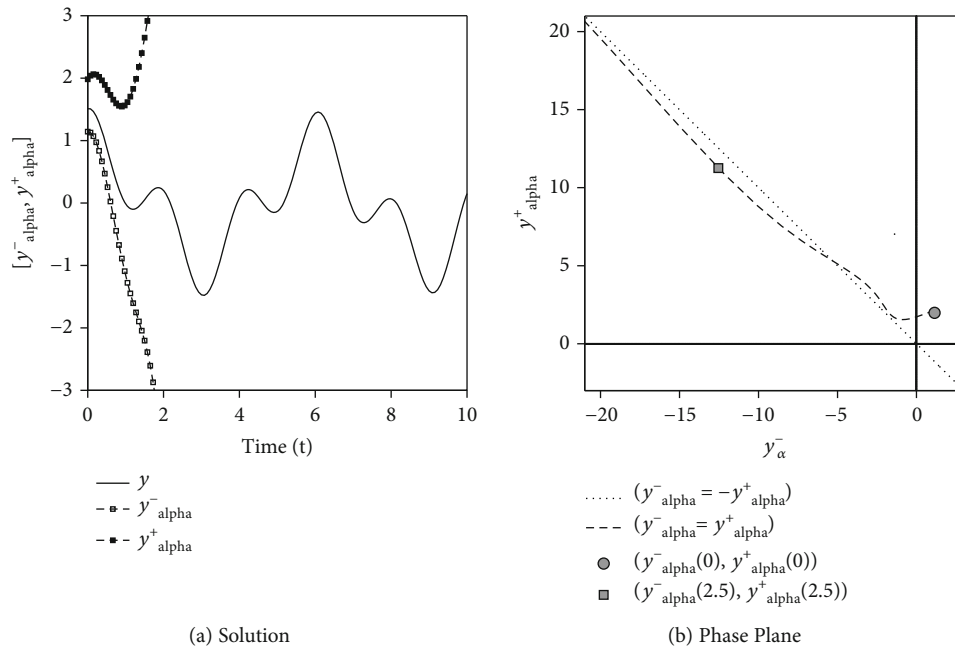 3
2
1
0
−1
−2
−3
[y⁻alpha, y⁺alpha]
0
2
4
6
8
10
Time (t)
y
y⁻alpha
y⁺alpha
(a) Solution
20
15
10
5
0
y⁺alpha
−20
−15
−10
−5
0
y⁻α
(y⁻alpha = −y⁺alpha)
(y⁻alpha = y⁺alpha)
(y⁻alpha(0), y⁺alpha(0))
(y⁻alpha(2.5), y⁺alpha(2.5))
(b) Phase Plane